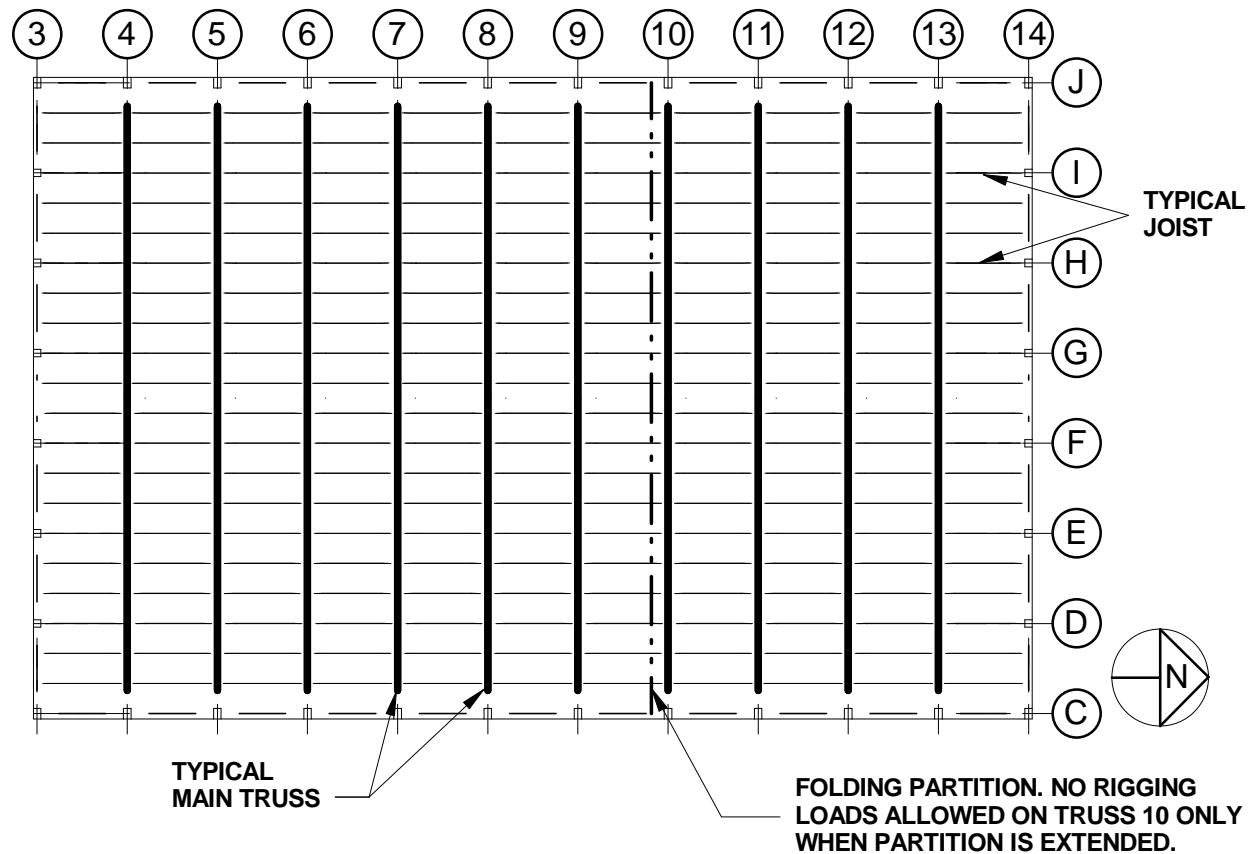 3 4 5 6 7 8 9 10 11 12 13 14
J
I
TYPICAL
JOIST
H
G
F
E
D
N
C
TYPICAL
MAIN TRUSS
FOLDING PARTITION. NO RIGGING
LOADS ALLOWED ON TRUSS 10 ONLY
WHEN PARTITION IS EXTENDED.